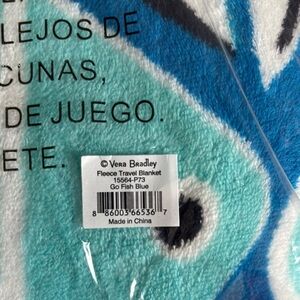 LEJOS DE
CUNAS,
DE JUEGO.
ETE.
© Vera Bradley
Fleece Travel Blanket
15564-P73
Go Fish Blue
8 86003 66536 7
Made in China